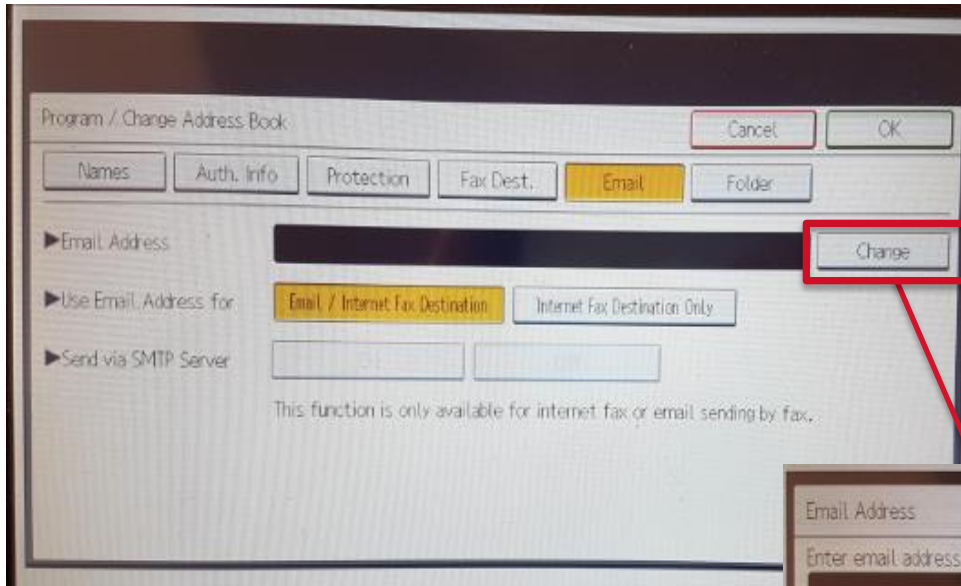 Program / Change Address Book
Cancel
OK
Names
Auth. Info
Protection
Fax Dest.
Email
Folder
▶Email Address
Change
▶Use Email Address for
Email / Internet Fax Destination
Internet Fax Destination Only
▶Send via SMTP Server
This function is only available for internet fax or email sending by fax.
Email Address
Enter email address